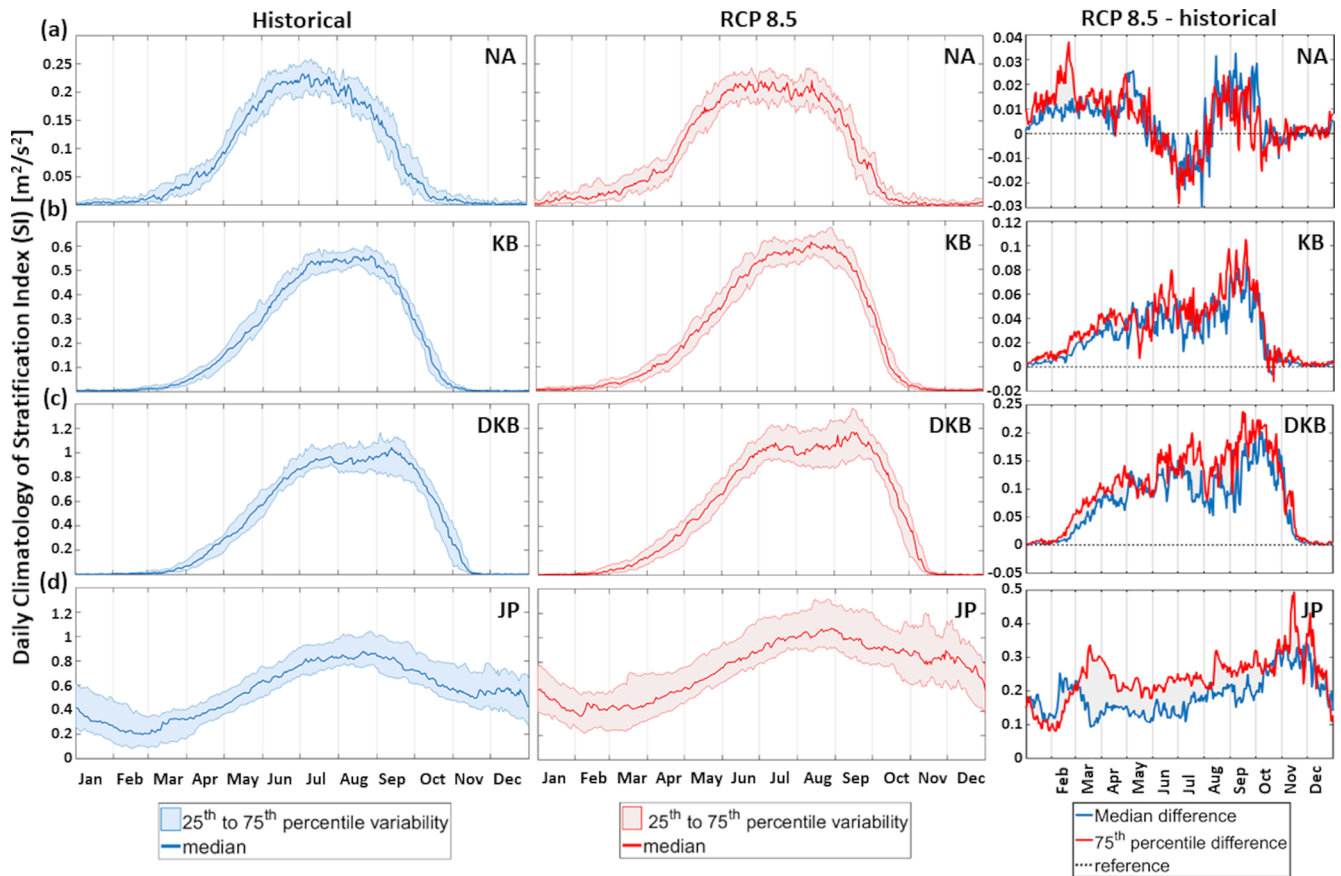 Historical
RCP 8.5
RCP 8.5 - historical
Daily Climatology of Stratification Index (SI) [m²/s²]
(a)
NA
NA
NA
0.25
0.2
0.15
0.1
0.05
0.04
0.03
0.02
0.01
0
-0.01
-0.02
-0.03
(b)
KB
KB
KB
0.6
0.5
0.4
0.3
0.2
0.1
0.12
0.1
0.08
0.06
0.04
0.02
0
-0.02
(c)
DKB
DKB
DKB
1.2
1
0.8
0.6
0.4
0.2
0.25
0.2
0.15
0.1
0.05
0
-0.05
(d)
JP
JP
JP
1.2
1
0.8
0.6
0.4
0.2
0
0.5
0.4
0.3
0.2
0.1
0
Jan Feb Mar Apr May Jun Jul Aug Sep Oct Nov Dec
Jan Feb Mar Apr May Jun Jul Aug Sep Oct Nov Dec
Feb Mar Apr May Jun Jul Aug Sep Oct Nov Dec
25th to 75th percentile variability
median
25th to 75th percentile variability
median
Median difference
75th percentile difference
reference